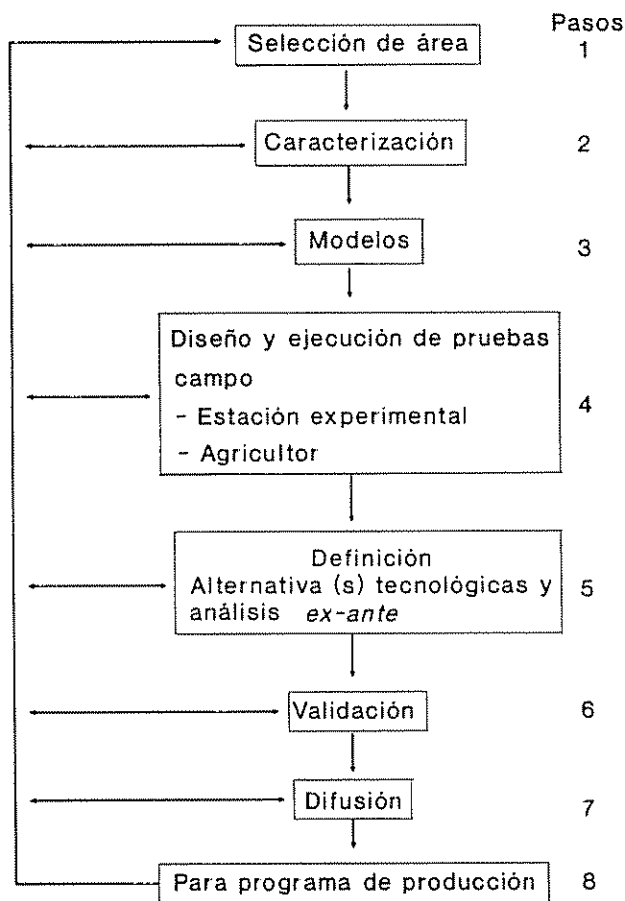 Pasos
Selección de área 1
Caracterización 2
Modelos 3
Diseño y ejecución de pruebas
campo
- Estación experimental
- Agricultor
4
Definición
Alternativa (s) tecnológicas y
análisis ex-ante
5
Validación 6
Difusión 7
Para programa de producción 8